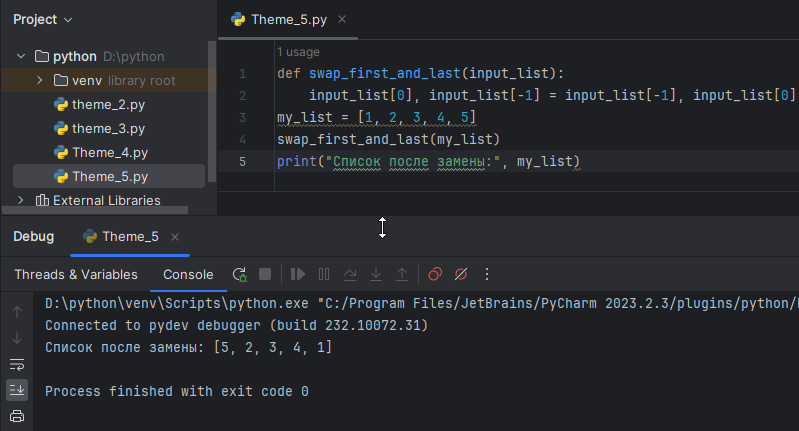 Project
Theme_5.py
python D:\python
venv library root
theme_2.py
theme_3.py
Theme_4.py
Theme_5.py
External Libraries
1 usage
1 def swap_first_and_last(input_list):
2 input_list[0], input_list[-1] = input_list[-1], input_list[0]
3 my_list = [1, 2, 3, 4, 5]
4 swap_first_and_last(my_list)
5 print("Список после замены:", my_list)
Debug Theme_5
Threads & Variables Console
D:\python\venv\Scripts\python.exe "C:/Program Files/JetBrains/PyCharm 2023.2.3/plugins/python/
Connected to pydev debugger (build 232.10072.31)
Список после замены: [5, 2, 3, 4, 1]
Process finished with exit code 0